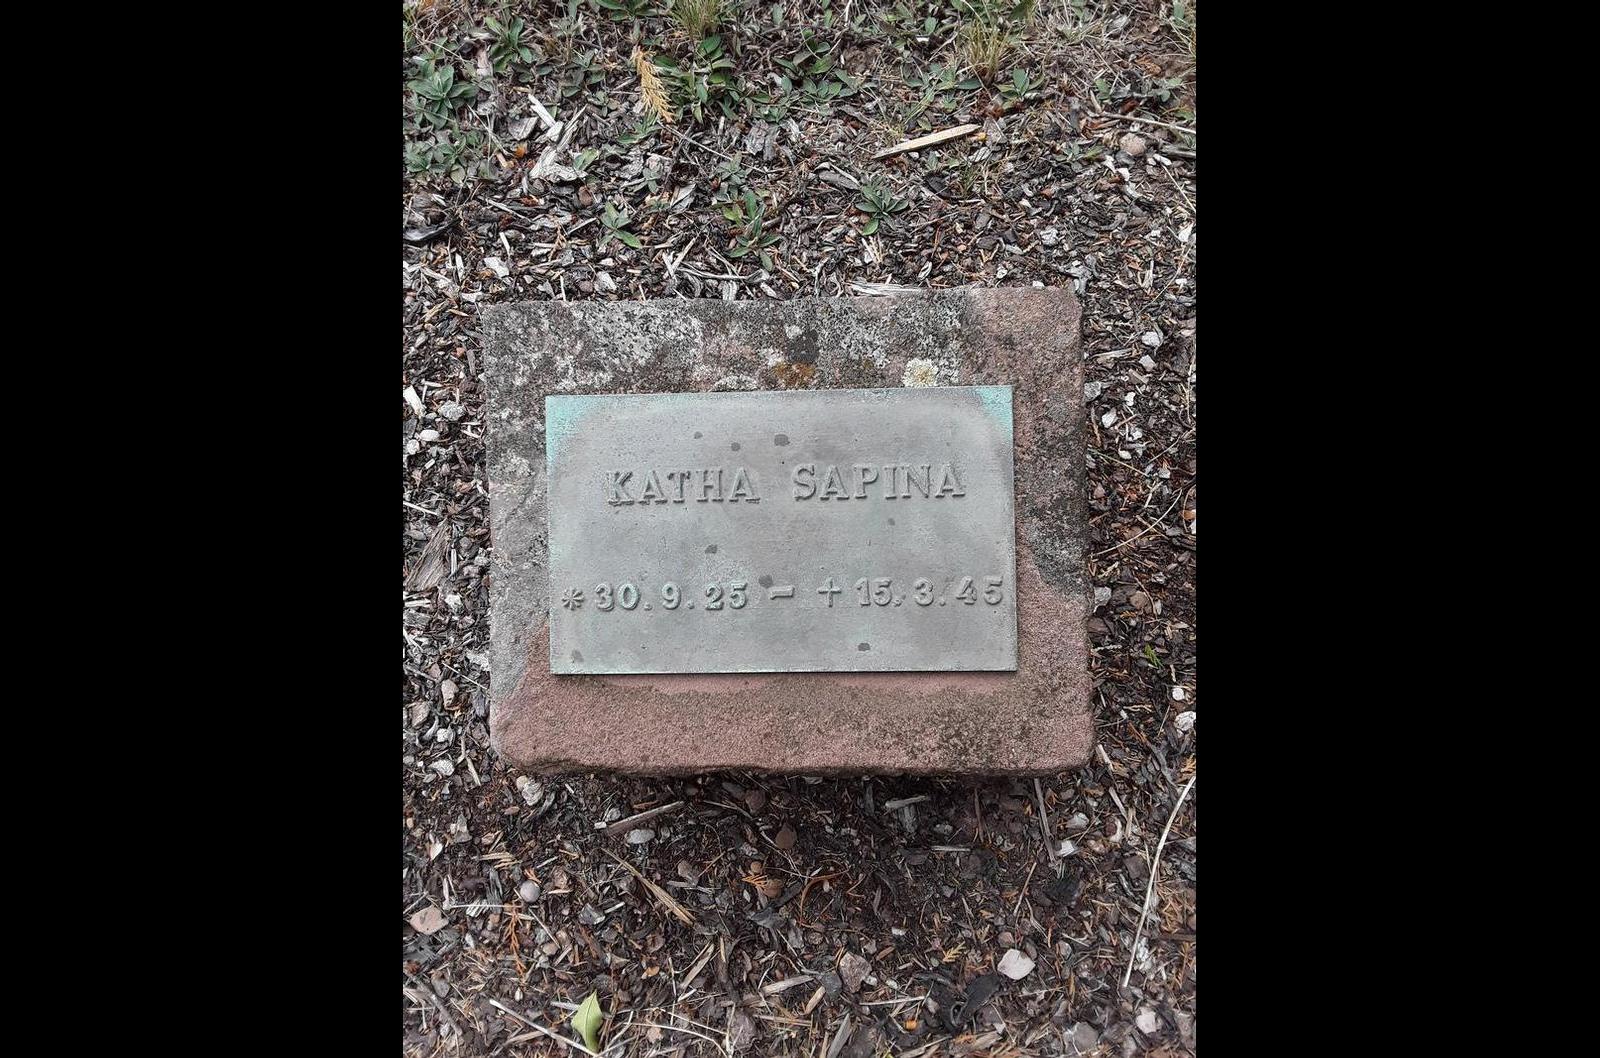 KATHA SAPINA
* 30.9.25 - + 15.3.45